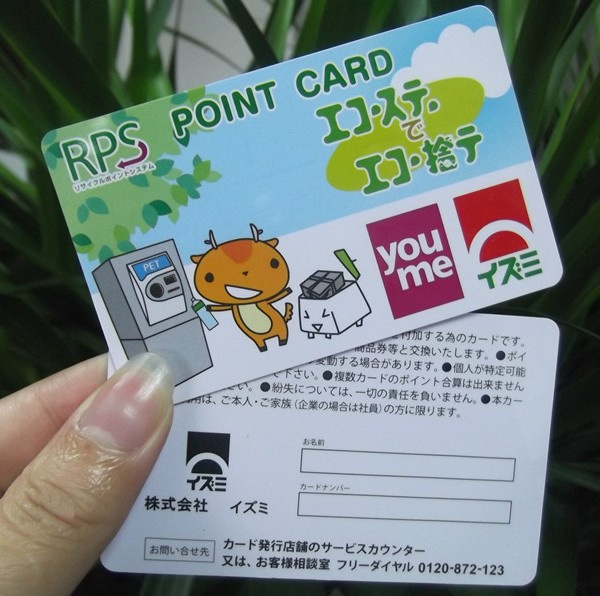 RPS
リサイクルポイントシステム
POINT CARD
エコ・ステ.
で
エコ・捨テ
PET
you
me
イズミ
付加する為のカードです。
商品券等と交換いたします。●ポイ
変動する場合があります。●個人が特定可能
下さい。●複数カードのポイント合算は出来ません
●紛失については、一切の責任を負いません。●本カー
用は、ご本人・ご家族(企業の場合は社員)の方に限ります。
イズミ
株式会社 イズミ
お名前
カードナンバー
お問い合せ先
カード発行店舗のサービスカウンター
又は、お客様相談室 フリーダイヤル 0120-872-123